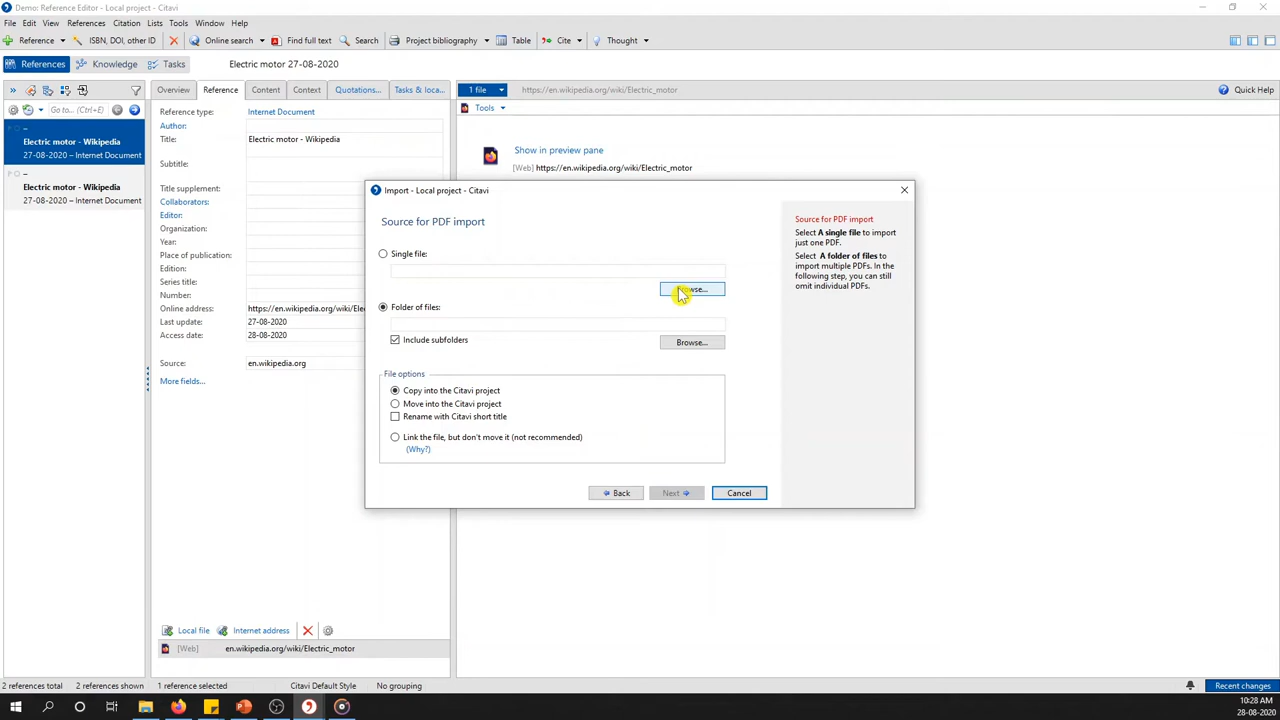 Demo: Reference Editor - Local project - Citavi
File Edit View References Citation Lists Tools Window Help
Reference ISBN, DOI, other ID Online search Find full text Search Project bibliography Table Cite Thought
References Knowledge Tasks Electric motor 27-08-2020
Overview Reference Content Context Quotations... Tasks & loca... 1 file https://en.wikipedia.org/wiki/Electric_motor Quick Help
Go to... (Ctrl+E)
Tools
Electric motor - Wikipedia
27-08-2020 – Internet Document
Electric motor - Wikipedia
27-08-2020 – Internet Document
Reference type: Internet Document
Author:
Title: Electric motor - Wikipedia
Subtitle:
Title supplement:
Collaborators:
Editor:
Organization:
Year:
Place of publication:
Edition:
Series title:
Number:
Online address: https://en.wikipedia.org/wiki/Ele
Last update: 27-08-2020
Access date: 28-08-2020
Source: en.wikipedia.org
More fields...
Show in preview pane
[Web] https://en.wikipedia.org/wiki/Electric_motor
Import - Local project - Citavi
Source for PDF import
Single file:
Folder of files:
Include subfolders Browse...
File options
Copy into the Citavi project
Move into the Citavi project
Rename with Citavi short title
Link the file, but don't move it (not recommended)
(Why?)
Back Next Cancel
Source for PDF import
Select A single file to import
just one PDF.
Select A folder of files to
import multiple PDFs. In the
following step, you can still
omit individual PDFs.
Local file Internet address
[Web] en.wikipedia.org/wiki/Electric_motor
2 references total 2 references shown 1 reference selected Citavi Default Style No grouping Recent changes
10:28 AM
28-08-2020